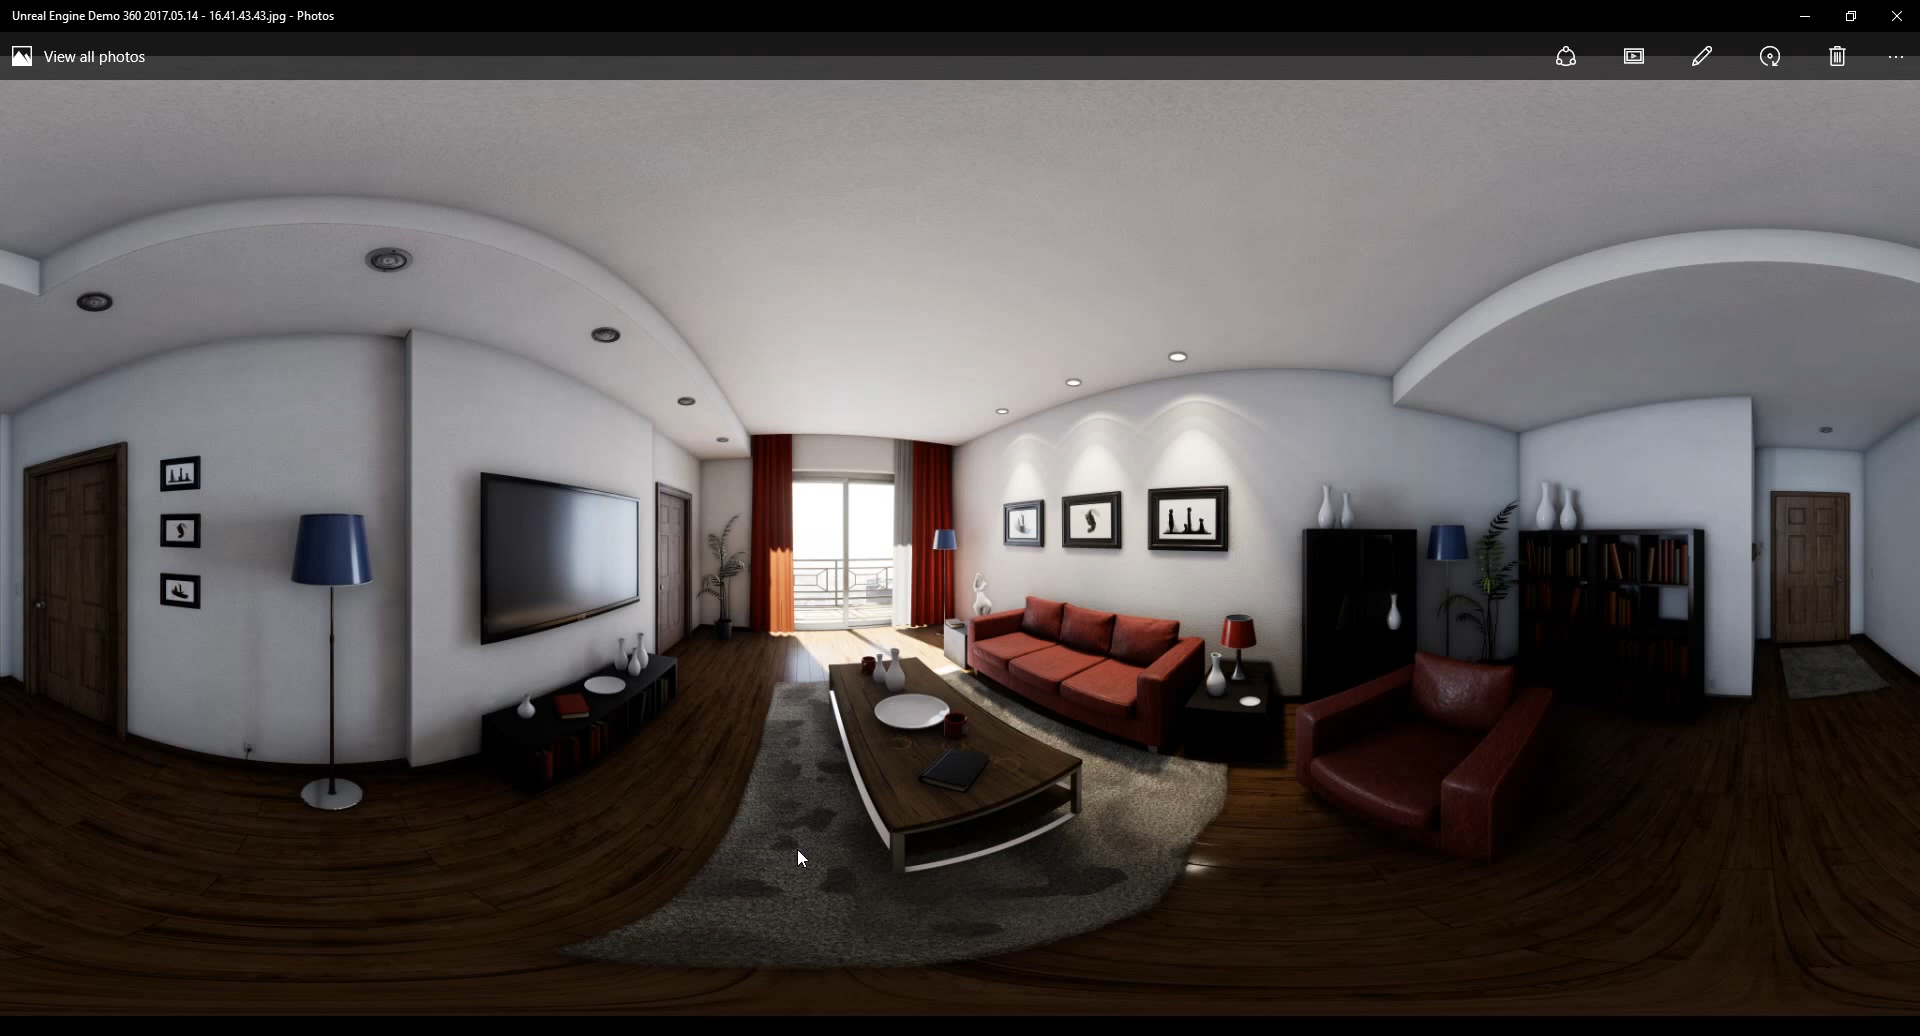 Unreal Engine Demo 360 2017.05.14 - 16.41.43.43.jpg - Photos
View all photos